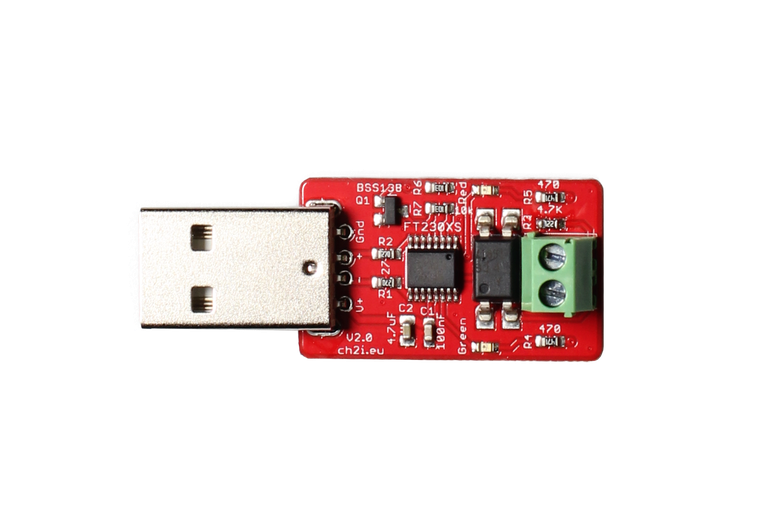 BSS138
Q1
R6
R7
Red
10k
FT230XS
470
R5
4.7K
Gnd
+
-
V+
R2
27
R1
C2
4.7uF
C1
100nF
Green
470
R4
V2.0
ch2i.eu